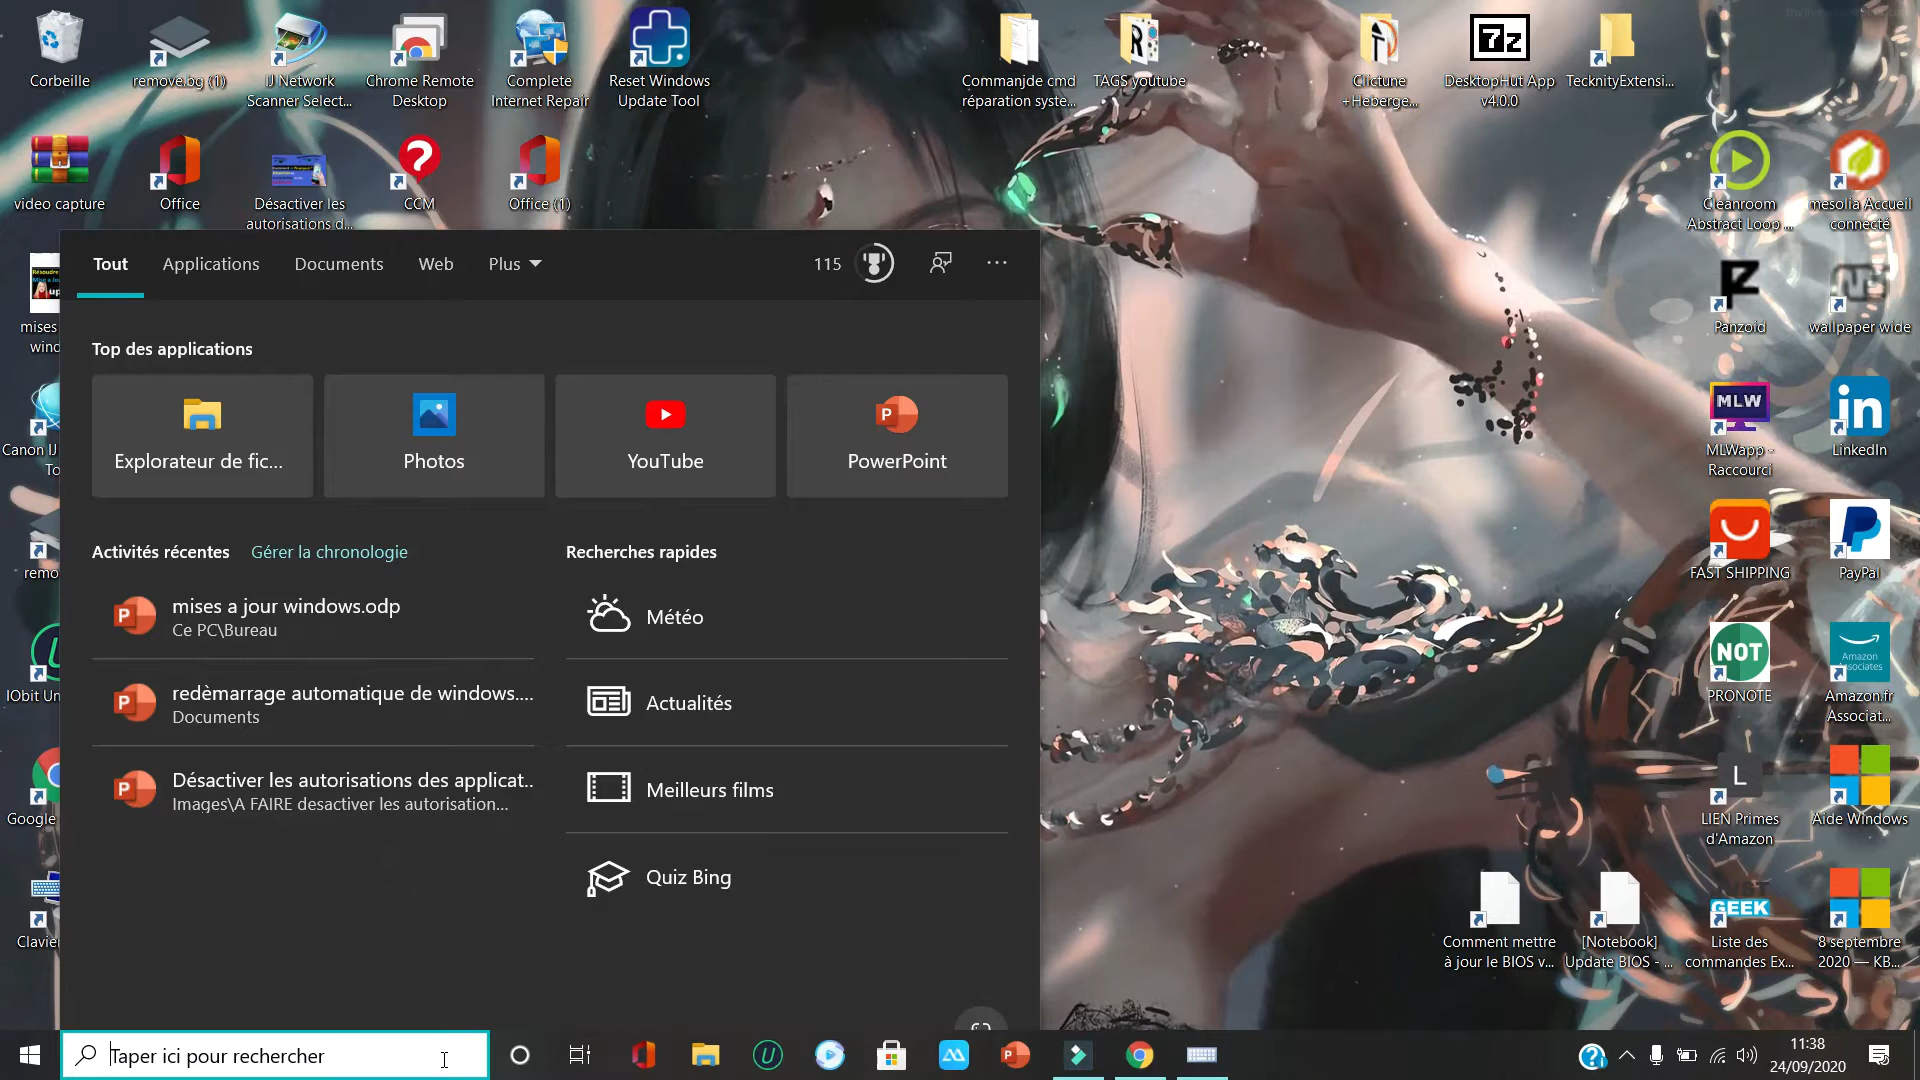 Corbeille
remove.bg (1)
IJ Network
Scanner Select...
Chrome Remote
Desktop
Complete
Internet Repair
Reset Windows
Update Tool
Commanjde cmd
réparation syste...
TAGS youtube
Clictune
+Heberge...
DesktopHut App
v4.0.0
TecknityExtensi...
video capture
Office
Désactiver les
autorisations d...
CCM
Office (1)
Cleanroom
Abstract Loop ...
mesolia Accueil
connecté
Tout
Applications
Documents
Web
Plus
115
mises
wind
Panzoid
wallpaper wide
Top des applications
Explorateur de fic...
Photos
YouTube
PowerPoint
Canon IJ
To
MLW
MLWapp -
Raccourci
in
LinkedIn
Activités récentes
Gérer la chronologie
Recherches rapides
mises a jour windows.odp
Ce PC\Bureau
Météo
remo
FAST SHIPPING
PayPal
redèmarrage automatique de windows....
Documents
Actualités
IObit Un
NOT
PRONOTE
Amazon
Associates
Amazon.fr
Associat...
Désactiver les autorisations des applicat..
Images\A FAIRE desactiver les autorisation...
Meilleurs films
Google
L
LIEN Primes
d'Amazon
Aide Windows
Quiz Bing
Clavie
Comment mettre
à jour le BIOS v...
[Notebook]
Update BIOS - ...
GEEK
Liste des
commandes Ex...
8 septembre
2020 — KB...
Taper ici pour rechercher
11:38
24/09/2020